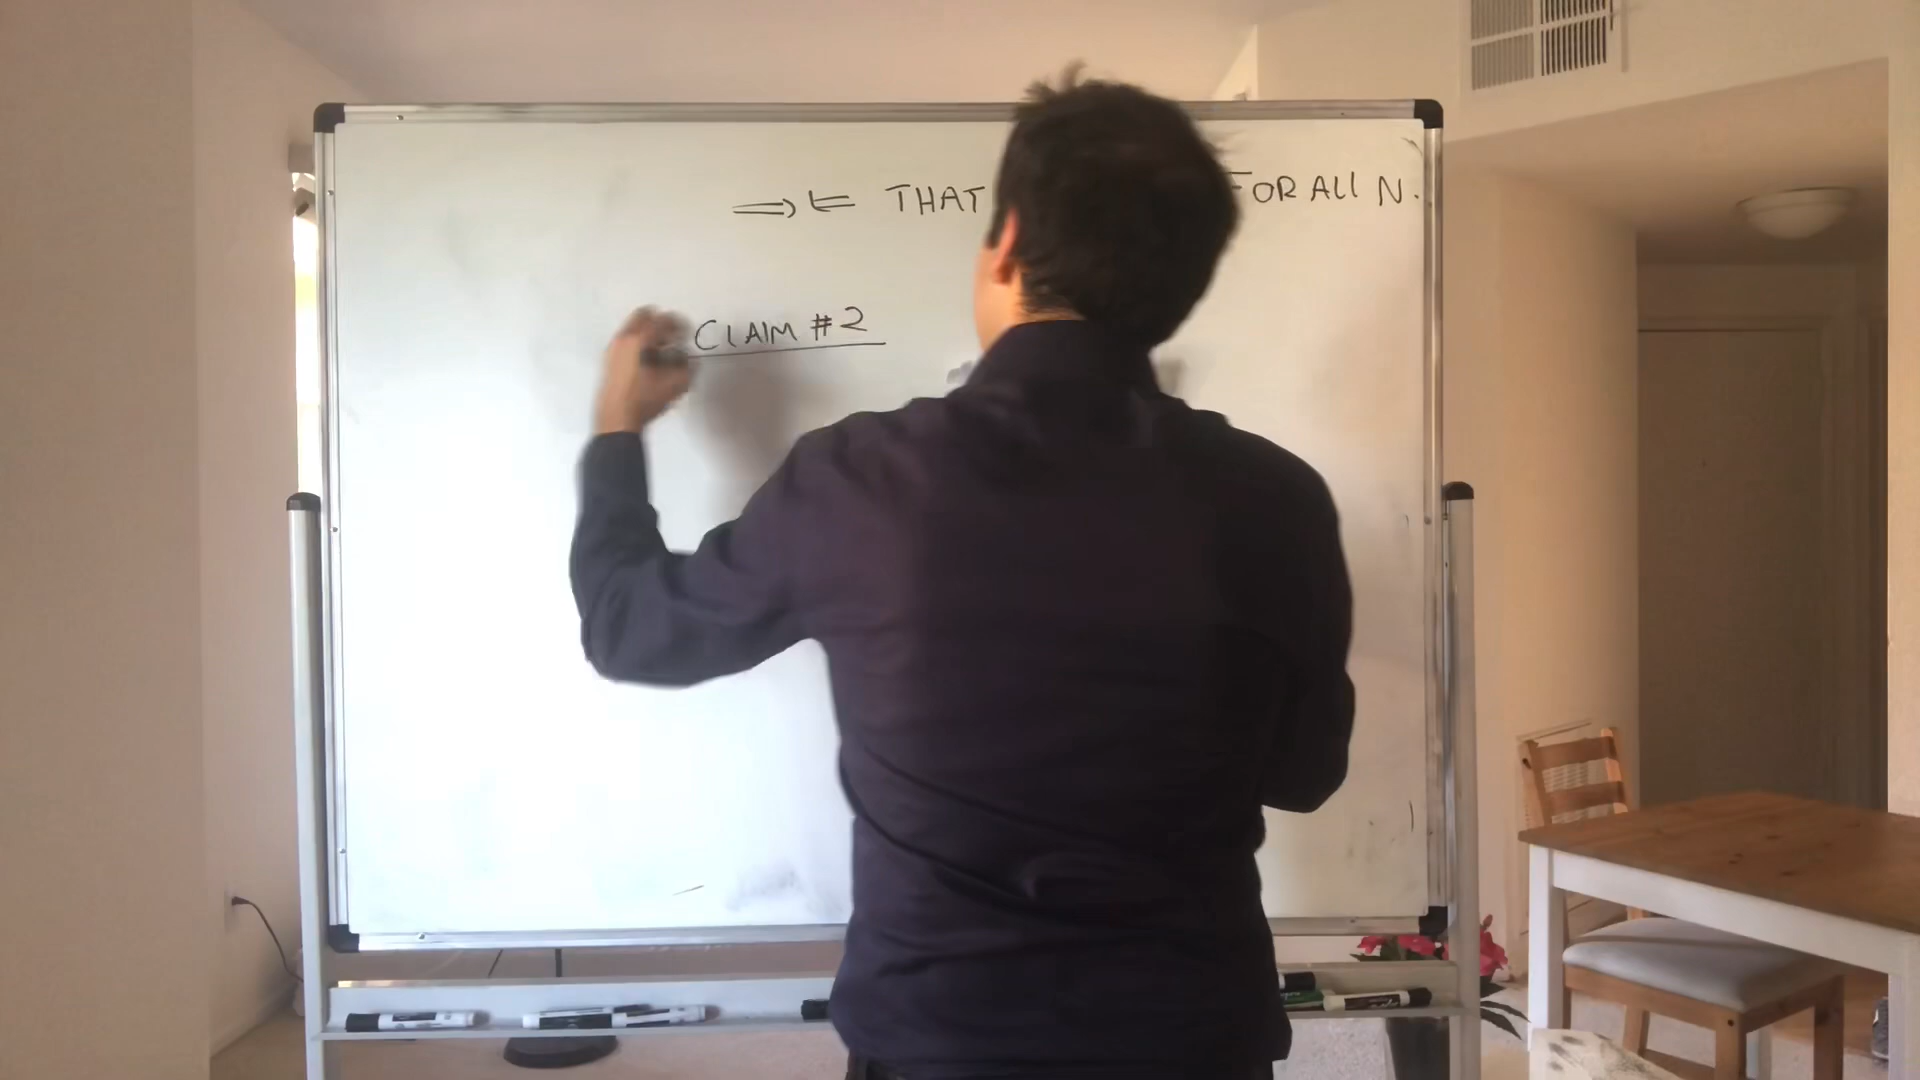 ⇒⇐ THAT FOR ALL N.
CLAIM #2